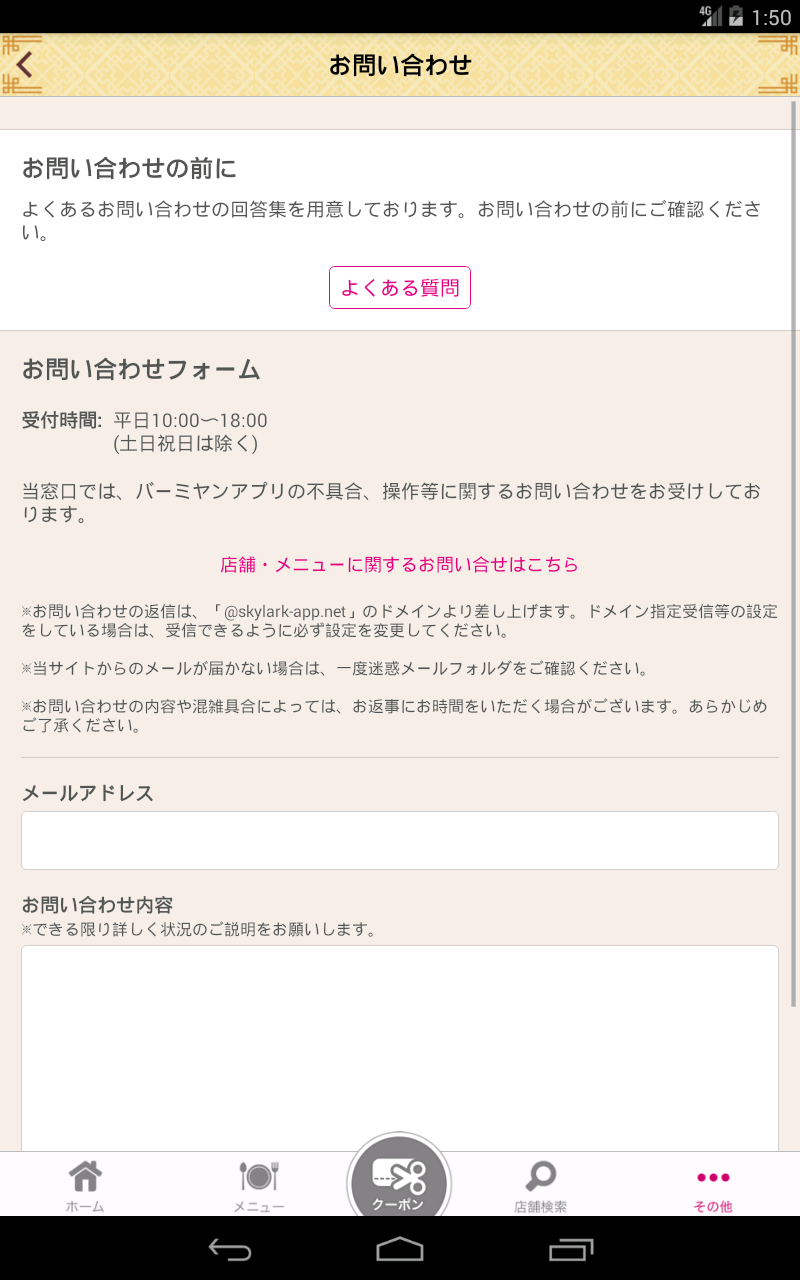 4G 1:50
お問い合わせ
お問い合わせの前に
よくあるお問い合わせの回答集を用意しております。お問い合わせの前にご確認くださ
い。
よくある質問
お問い合わせフォーム
受付時間: 平日10:00〜18:00
(土日祝日は除く)
当窓口では、バーミヤンアプリの不具合、操作等に関するお問い合わせをお受けしてお
ります。
店舗・メニューに関するお問い合せはこちら
※お問い合わせの返信は、「@skylark-app.net」のドメインより差し上げます。ドメイン指定受信等の設定
をしている場合は、受信できるように必ず設定を変更してください。
※当サイトからのメールが届かない場合は、一度迷惑メールフォルダをご確認ください。
※お問い合わせの内容や混雑具合によっては、お返事にお時間をいただく場合がございます。あらかじめ
ご了承ください。
メールアドレス
お問い合わせ内容
※できる限り詳しく状況のご説明をお願いします。
ホーム メニュー クーポン 店舗検索 その他